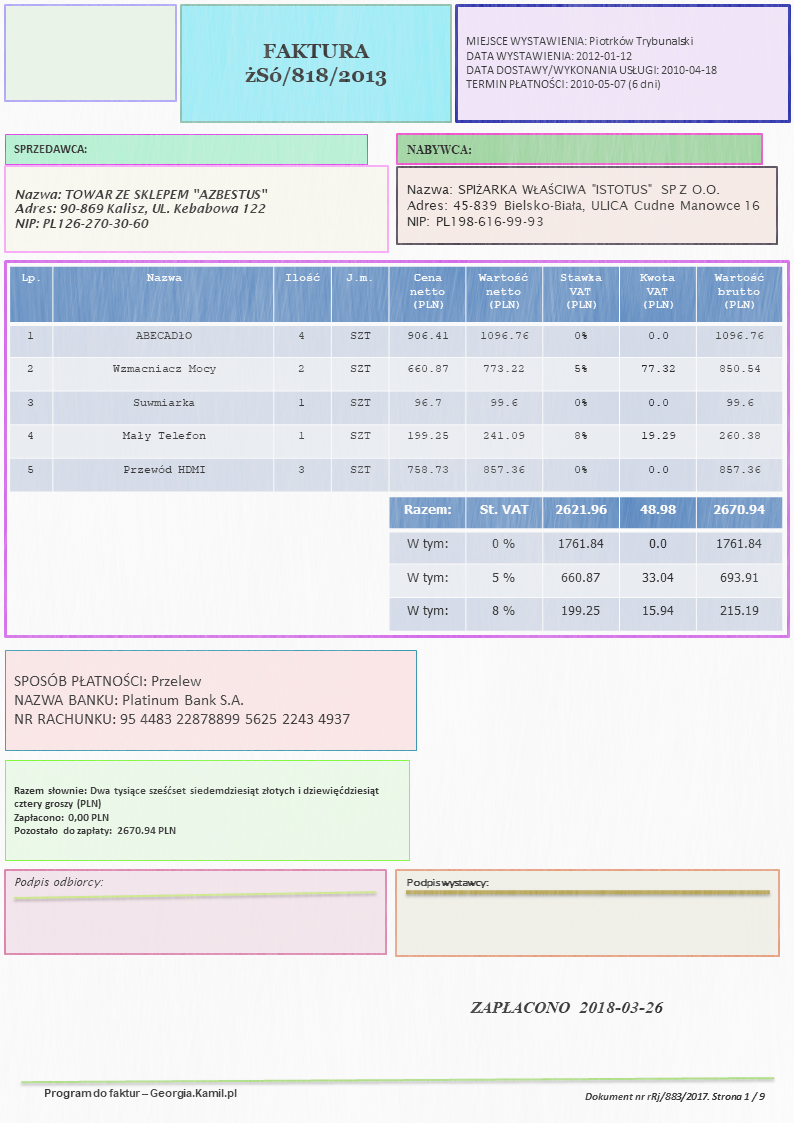 FAKTURA
żSó/818/2013
MIEJSCE WYSTAWIENIA: Piotrków Trybunalski
DATA WYSTAWIENIA: 2012-01-12
DATA DOSTAWY/WYKONANIA USŁUGI: 2010-04-18
TERMIN PŁATNOŚCI: 2010-05-07 (6 dni)
SPRZEDAWCA:
Nazwa: TOWAR ZE SKLEPEM "AZBESTUS"
Adres: 90-869 Kalisz, UL. Kebabowa 122
NIP: PL126-270-30-60
NABYWCA:
Nazwa: SPIŻARKA WŁAŚCIWA "ISTOTUS" SP Z O.O.
Adres: 45-839 Bielsko-Biała, ULICA Cudne Manowce 16
NIP: PL198-616-99-93
Lp. Nazwa Ilość J.m. Cena netto (PLN) Wartość netto (PLN) Stawka VAT (PLN) Kwota VAT (PLN) Wartość brutto (PLN)
1 ABECADŁO 4 SZT 906.41 1096.76 0% 0.0 1096.76
2 Wzmacniacz Mocy 2 SZT 660.87 773.22 5% 77.32 850.54
3 Suwmiarka 1 SZT 96.7 99.6 0% 0.0 99.6
4 Mały Telefon 1 SZT 199.25 241.09 8% 19.29 260.38
5 Przewód HDMI 3 SZT 758.73 857.36 0% 0.0 857.36
Razem: St. VAT 2621.96 48.98 2670.94
W tym: 0 % 1761.84 0.0 1761.84
W tym: 5 % 660.87 33.04 693.91
W tym: 8 % 199.25 15.94 215.19
SPOSÓB PŁATNOŚCI: Przelew
NAZWA BANKU: Platinum Bank S.A.
NR RACHUNKU: 95 4483 22878899 5625 2243 4937
Razem słownie: Dwa tysiące sześćset siedemdziesiąt złotych i dziewięćdziesiąt
cztery groszy (PLN)
Zapłacono: 0,00 PLN
Pozostało do zapłaty: 2670.94 PLN
Podpis odbiorcy:
Podpis wystawcy:
ZAPŁACONO 2018-03-26
Program do faktur – Georgia.Kamil.pl
Dokument nr rRj/883/2017. Strona 1 / 9